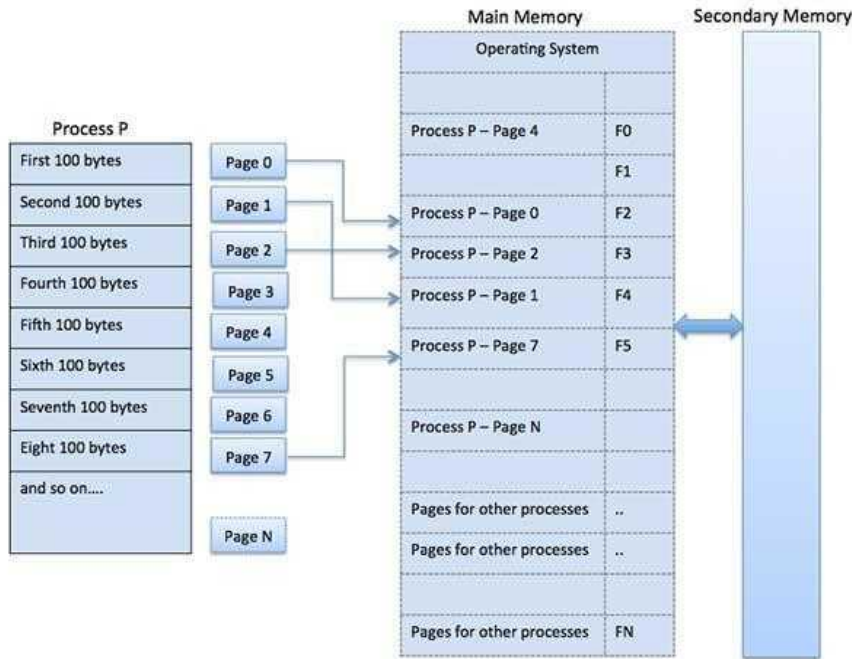 Main Memory
Secondary Memory
Operating System
Process P
First 100 bytes
Second 100 bytes
Third 100 bytes
Fourth 100 bytes
Fifth 100 bytes
Sixth 100 bytes
Seventh 100 bytes
Eight 100 bytes
and so on....
Page 0
Page 1
Page 2
Page 3
Page 4
Page 5
Page 6
Page 7
Page N
Process P – Page 4 F0
F1
Process P – Page 0 F2
Process P – Page 2 F3
Process P – Page 1 F4
Process P – Page 7 F5
Process P – Page N
Pages for other processes ..
Pages for other processes ..
Pages for other processes FN